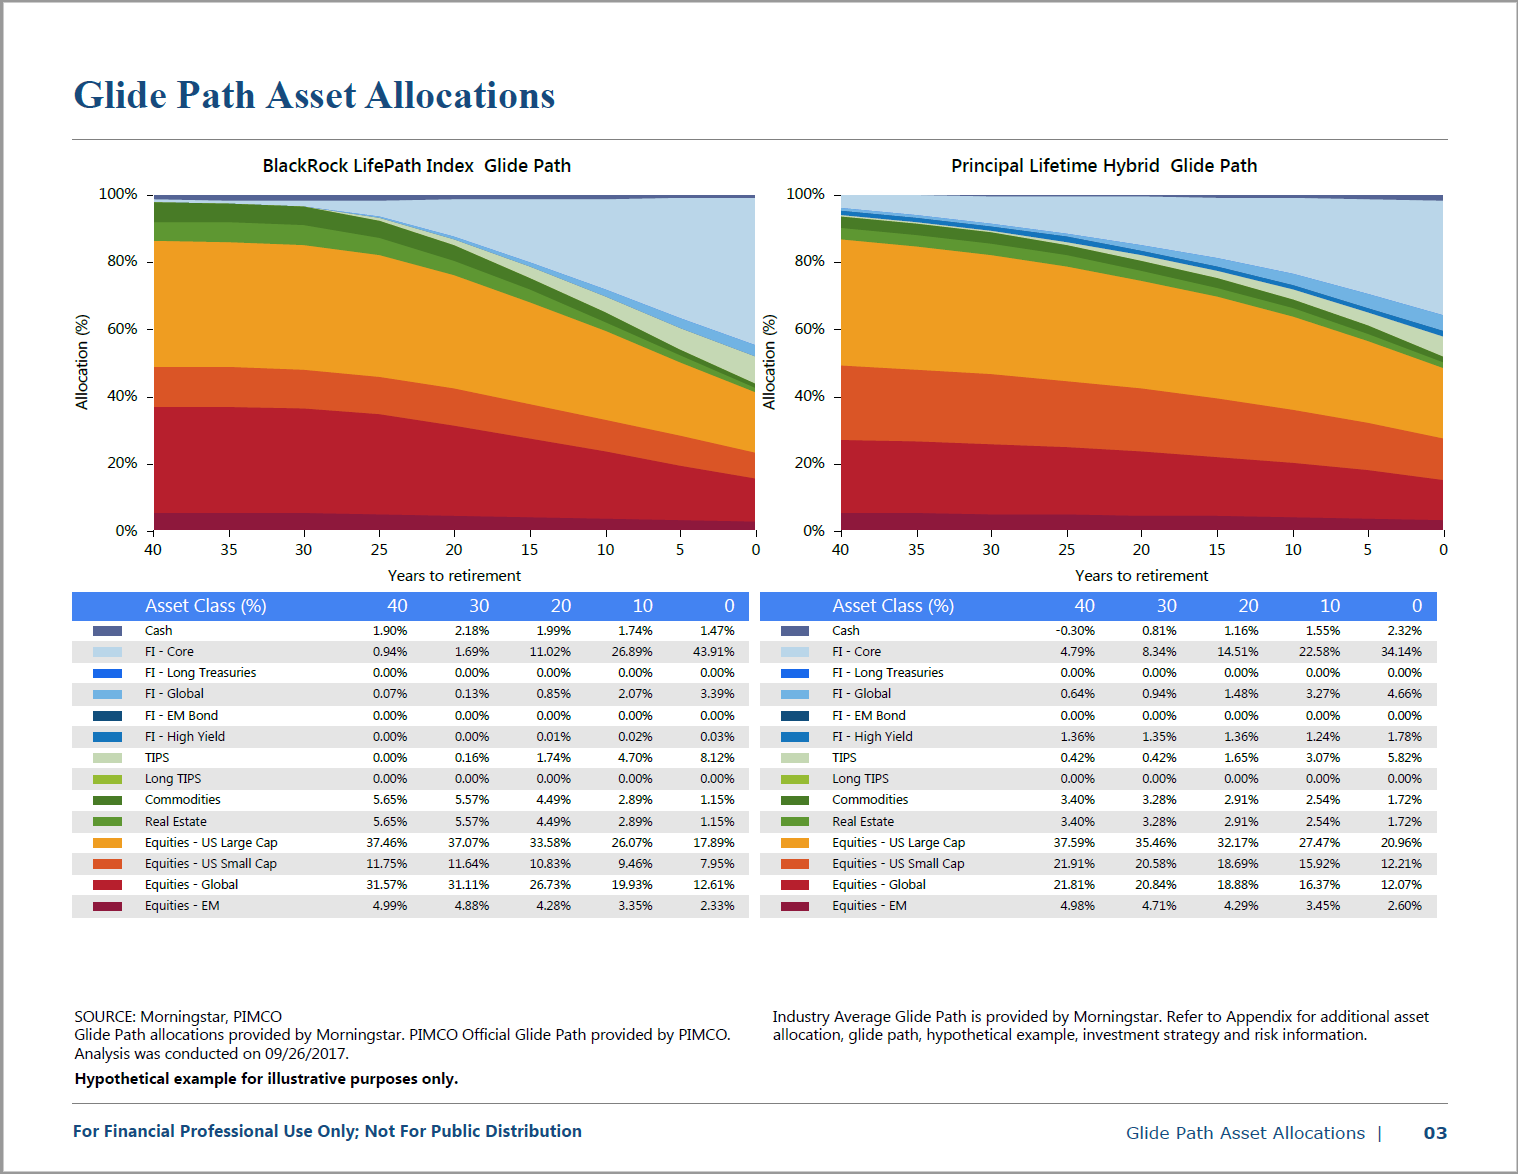 Glide Path Asset Allocations
BlackRock LifePath Index Glide Path
100%
80%
60%
40%
20%
0%
Allocation (%)
40 35 30 25 20 15 10 5 0
Years to retirement
Asset Class (%) 40 30 20 10 0
Cash 1.90% 2.18% 1.99% 1.74% 1.47%
FI - Core 0.94% 1.69% 11.02% 26.89% 43.91%
FI - Long Treasuries 0.00% 0.00% 0.00% 0.00% 0.00%
FI - Global 0.07% 0.13% 0.85% 2.07% 3.39%
FI - EM Bond 0.00% 0.00% 0.00% 0.00% 0.00%
FI - High Yield 0.00% 0.00% 0.01% 0.02% 0.03%
TIPS 0.00% 0.16% 1.74% 4.70% 8.12%
Long TIPS 0.00% 0.00% 0.00% 0.00% 0.00%
Commodities 5.65% 5.57% 4.49% 2.89% 1.15%
Real Estate 5.65% 5.57% 4.49% 2.89% 1.15%
Equities - US Large Cap 37.46% 37.07% 33.58% 26.07% 17.89%
Equities - US Small Cap 11.75% 11.64% 10.83% 9.46% 7.95%
Equities - Global 31.57% 31.11% 26.73% 19.93% 12.61%
Equities - EM 4.99% 4.88% 4.28% 3.35% 2.33%
Principal Lifetime Hybrid Glide Path
100%
80%
60%
40%
20%
0%
Allocation (%)
40 35 30 25 20 15 10 5 0
Years to retirement
Asset Class (%) 40 30 20 10 0
Cash -0.30% 0.81% 1.16% 1.55% 2.32%
FI - Core 4.79% 8.34% 14.51% 22.58% 34.14%
FI - Long Treasuries 0.00% 0.00% 0.00% 0.00% 0.00%
FI - Global 0.64% 0.94% 1.48% 3.27% 4.66%
FI - EM Bond 0.00% 0.00% 0.00% 0.00% 0.00%
FI - High Yield 1.36% 1.35% 1.36% 1.24% 1.78%
TIPS 0.42% 0.42% 1.65% 3.07% 5.82%
Long TIPS 0.00% 0.00% 0.00% 0.00% 0.00%
Commodities 3.40% 3.28% 2.91% 2.54% 1.72%
Real Estate 3.40% 3.28% 2.91% 2.54% 1.72%
Equities - US Large Cap 37.59% 35.46% 32.17% 27.47% 20.96%
Equities - US Small Cap 21.91% 20.58% 18.69% 15.92% 12.21%
Equities - Global 21.81% 20.84% 18.88% 16.37% 12.07%
Equities - EM 4.98% 4.71% 4.29% 3.45% 2.60%
SOURCE: Morningstar, PIMCO
Glide Path allocations provided by Morningstar. PIMCO Official Glide Path provided by PIMCO.
Analysis was conducted on 09/26/2017.
Hypothetical example for illustrative purposes only.
Industry Average Glide Path is provided by Morningstar. Refer to Appendix for additional asset
allocation, glide path, hypothetical example, investment strategy and risk information.
For Financial Professional Use Only; Not For Public Distribution
Glide Path Asset Allocations | 03